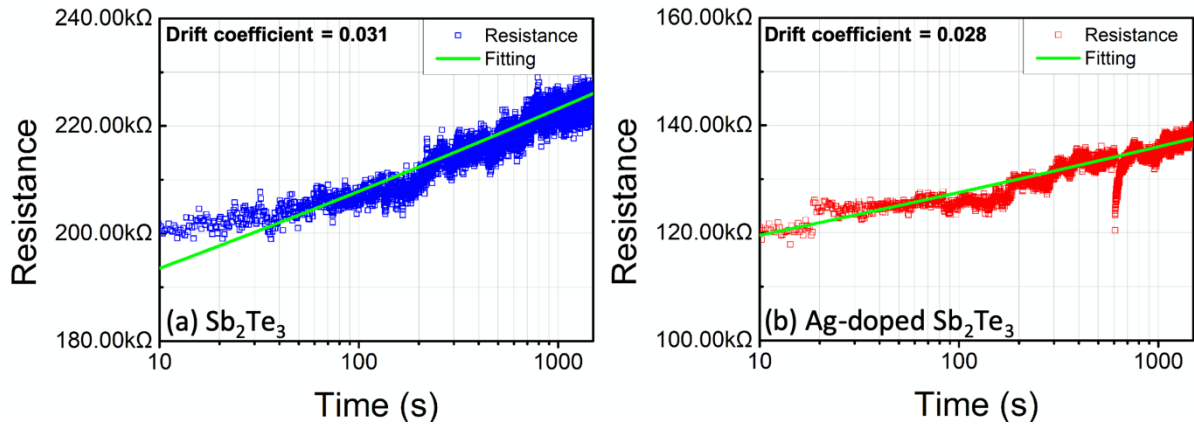 240.00kΩ
220.00kΩ
200.00kΩ
180.00kΩ
Resistance
Drift coefficient = 0.031
Resistance
Fitting
(a) Sb₂Te₃
10
100
1000
Time (s)
160.00kΩ
140.00kΩ
120.00kΩ
100.00kΩ
Resistance
Drift coefficient = 0.028
Resistance
Fitting
(b) Ag-doped Sb₂Te₃
10
100
1000
Time (s)